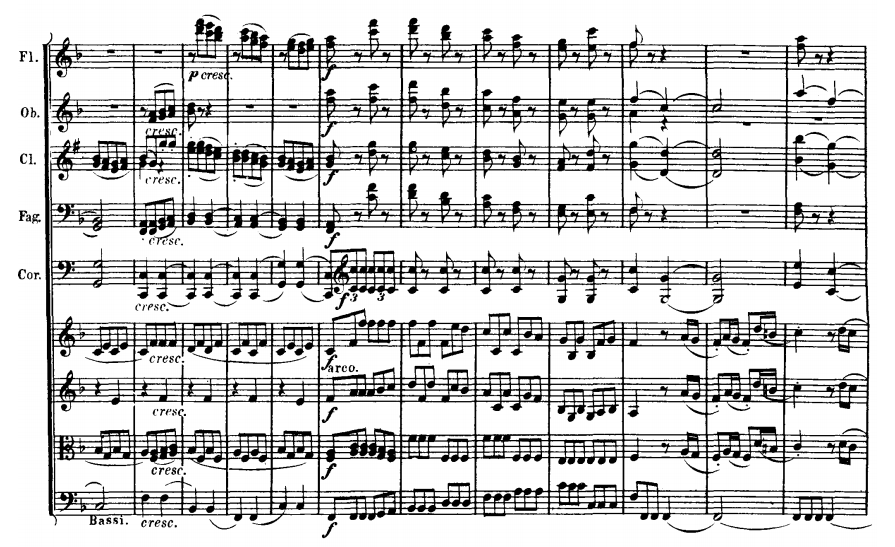 Fl.
p cresc.
f
Ob.
cresc.
f
Cl.
cresc.
f
Fag.
cresc.
f
Cor.
cresc.
f 3 3
cresc.
f
arco.
cresc.
f
cresc.
f
Bassi.
cresc.
f